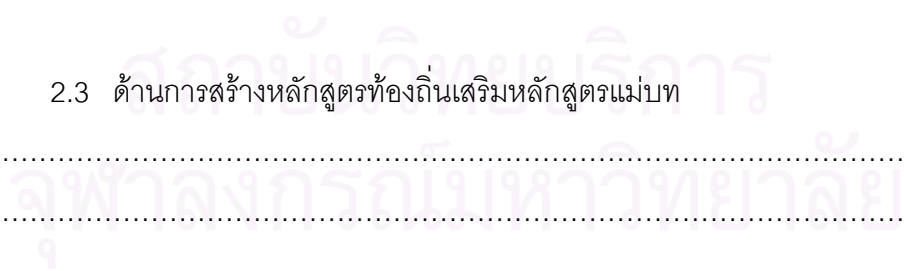 สถาบันวิทยบริการ
2.3 ด้านการสร้างหลักสูตรท้องถิ่นเสริมหลักสูตรแม่บท
................................................................................................
จุฬาลงกรณ์มหาวิทยาลัย
................................................................................................